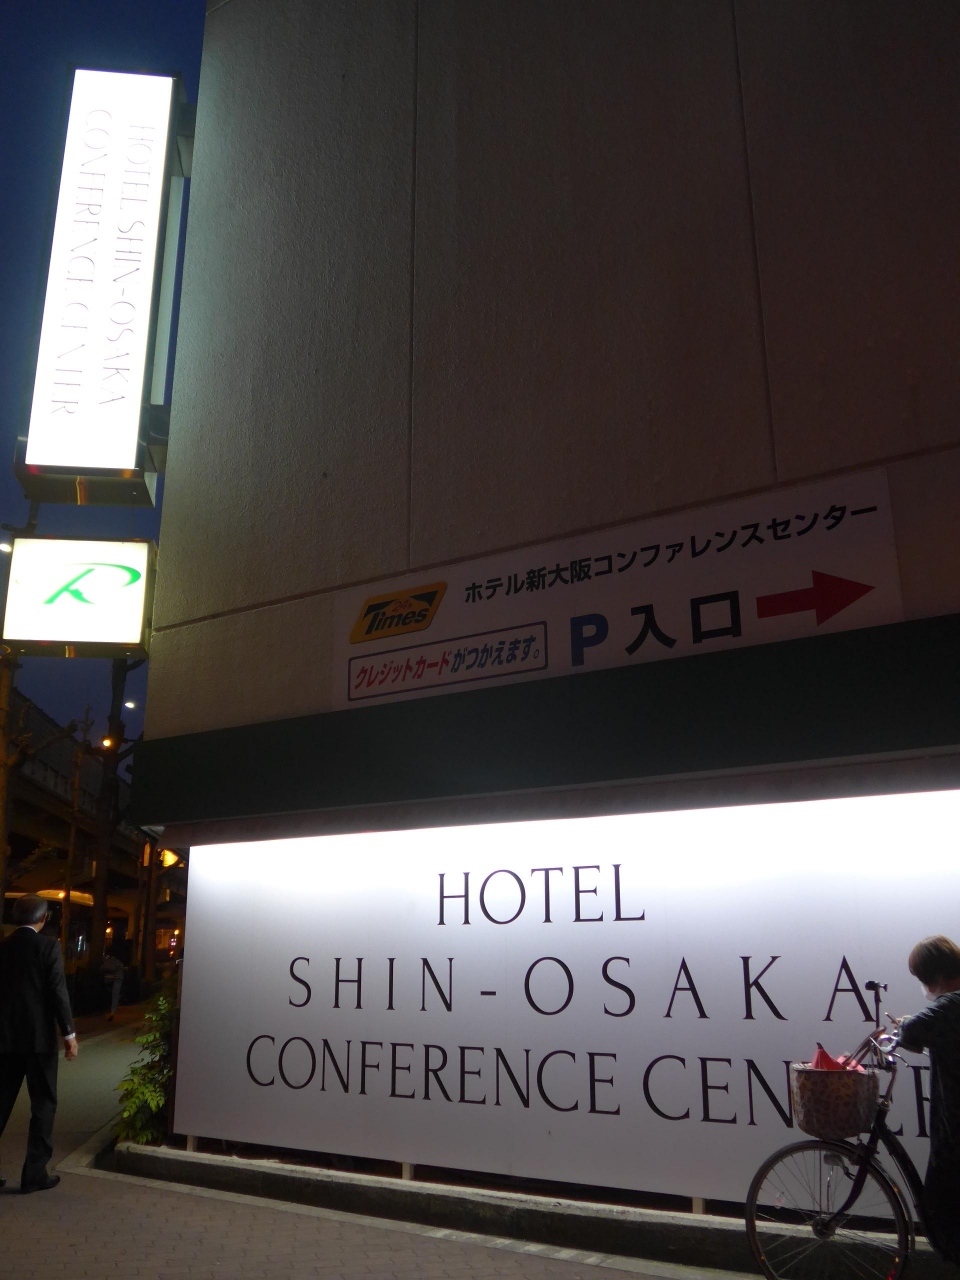 HOTEL SHIN-OSAKA
CONFERENCE CENTER
R
ホテル新大阪コンファレンスセンター
24h
Times
P 入口
クレジットカードがつかえます。
HOTEL
SHIN-OSAKA
CONFERENCE CEN